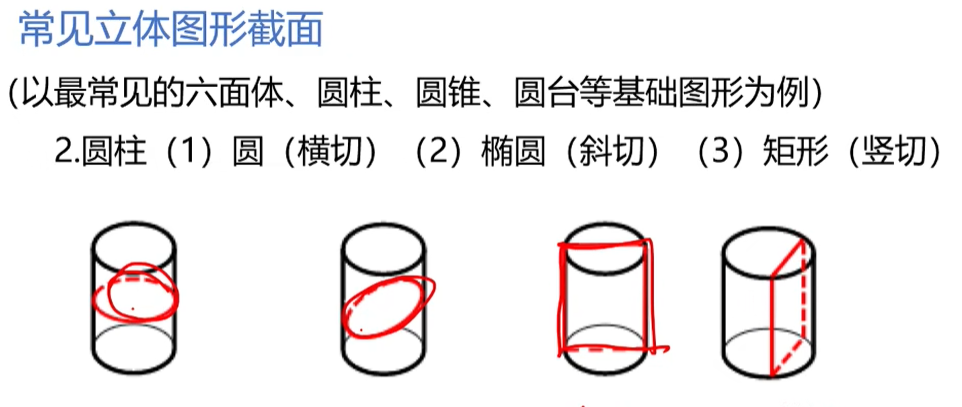 常见立体图形截面
(以最常见的六面体、圆柱、圆锥、圆台等基础图形为例)
2.圆柱（1）圆（横切）（2）椭圆（斜切）（3）矩形（竖切）